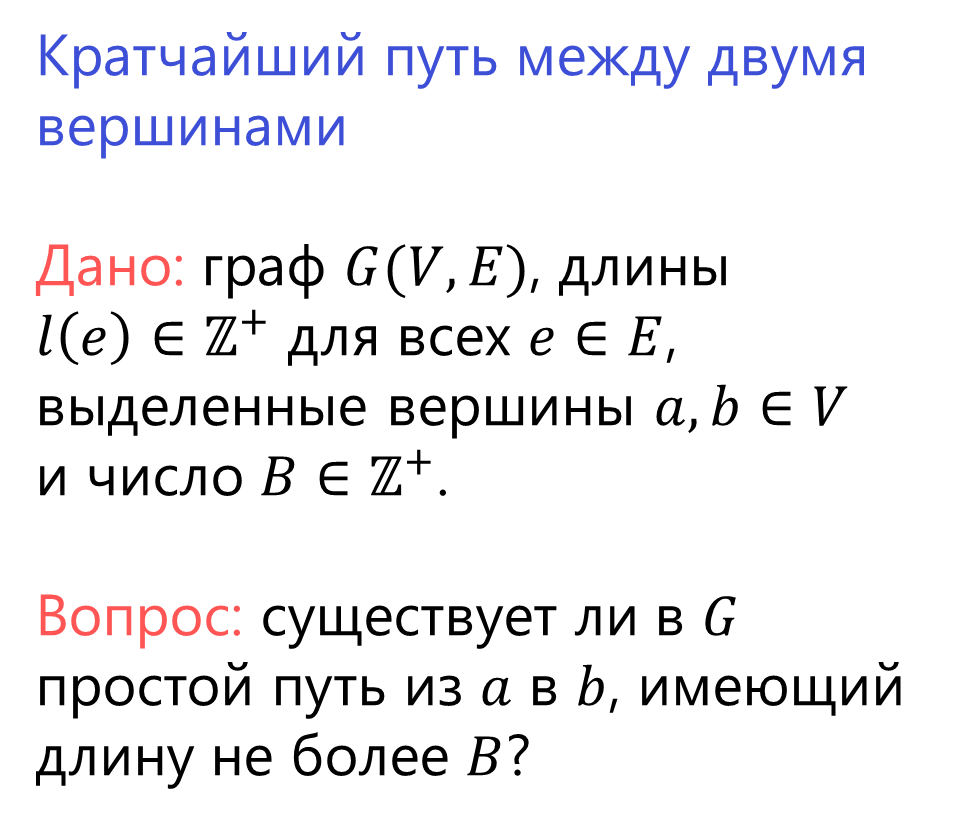 Кратчайший путь между двумя
вершинами
Дано: граф G(V, E), длины
l(e) ∈ ℤ⁺ для всех e ∈ E,
выделенные вершины a, b ∈ V
и число B ∈ ℤ⁺.
Вопрос: существует ли в G
простой путь из a в b, имеющий
длину не более B?